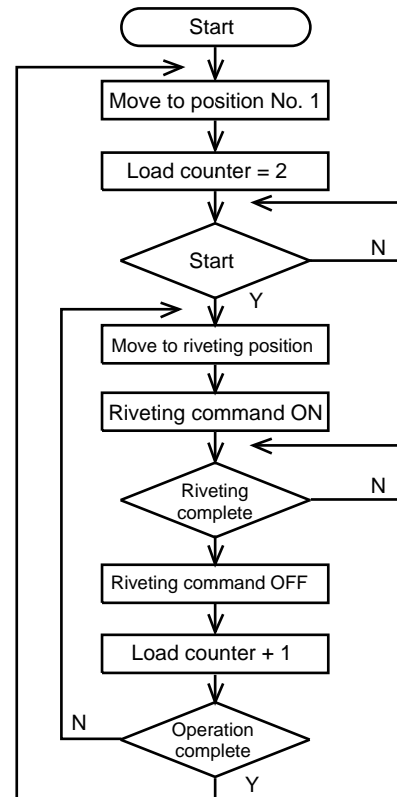 Start
Move to position No. 1
Load counter = 2
Start
N
Y
Move to riveting position
Riveting command ON
Riveting
complete
N
Riveting command OFF
Load counter + 1
Operation
complete
N
Y